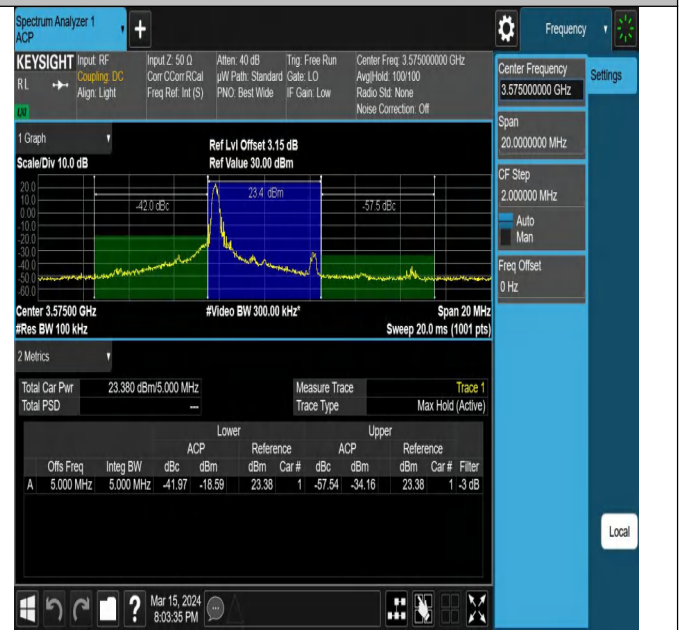 Spectrum Analyzer 1
ACP
Frequency
KEYSIGHT
RL
LXI
Input: RF
Coupling: DC
Align: Light
Input Z: 50 Ω
Corr CCorr RCal
Freq Ref: Int (S)
Atten: 40 dB
µW Path: Standard
PNO: Best Wide
Trig: Free Run
Gate: LO
IF Gain: Low
Center Freq: 3.575000000 GHz
Avg|Hold: 100/100
Radio Std: None
Noise Correction: Off
Center Frequency
3.575000000 GHz
Settings
Span
20.0000000 MHz
CF Step
2.000000 MHz
Auto
Man
Freq Offset
0 Hz
1 Graph
Scale/Div 10.0 dB
Ref Lvl Offset 3.15 dB
Ref Value 30.00 dBm
20.0
10.0
0.00
-10.0
-20.0
-30.0
-40.0
-50.0
-60.0
-42.0 dBc
23.4 dBm
-57.5 dBc
Center 3.57500 GHz
#Video BW 300.00 kHz*
Span 20 MHz
#Res BW 100 kHz
Sweep 20.0 ms (1001 pts)
2 Metrics
Total Car Pwr 23.380 dBm/5.000 MHz
Measure Trace Trace 1
Total PSD ---
Trace Type Max Hold (Active)
Lower Upper
ACP Reference ACP Reference
Offs Freq Integ BW dBc dBm dBm Car # dBc dBm dBm Car # Filter
A 5.000 MHz 5.000 MHz -41.97 -18.59 23.38 1 -57.54 -34.16 23.38 1 -3 dB
Local
?
Mar 15, 2024
8:03:35 PM